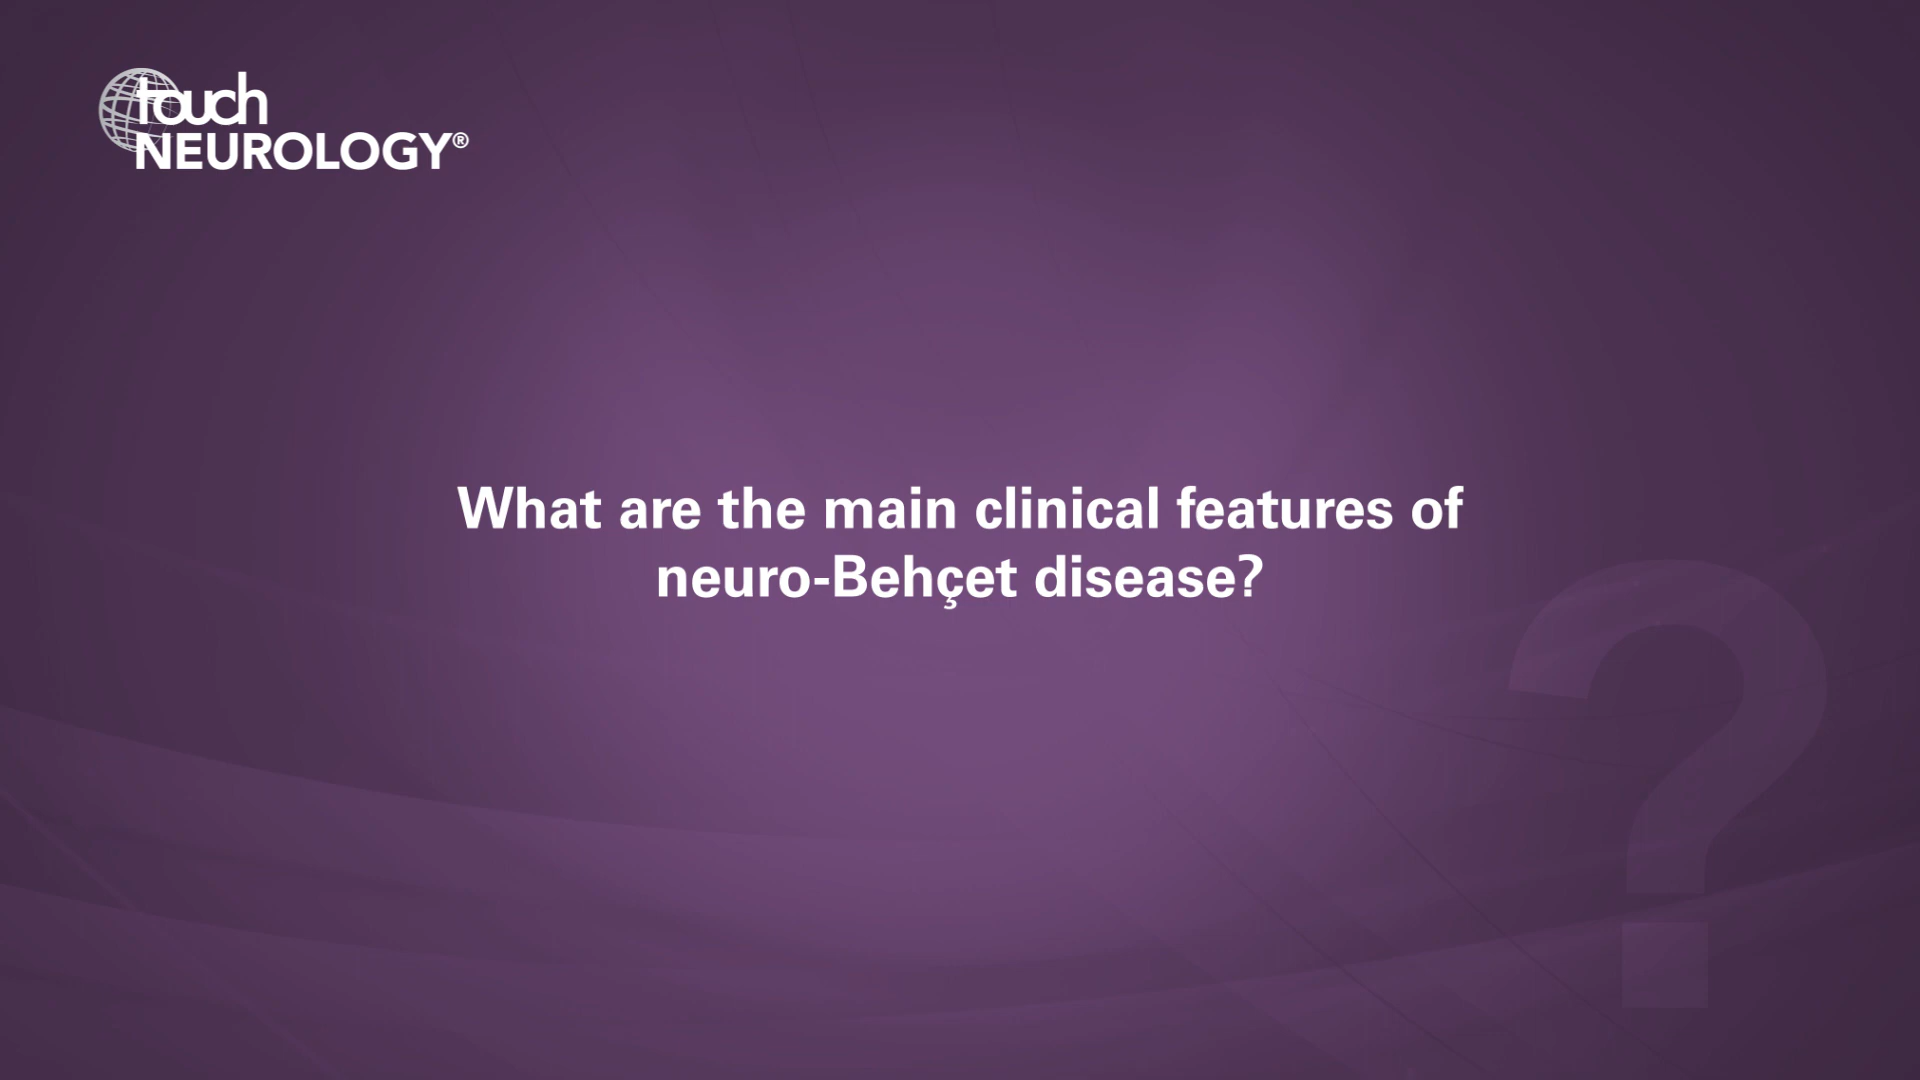 touch
NEUROLOGY®
What are the main clinical features of
neuro-Behçet disease?
?